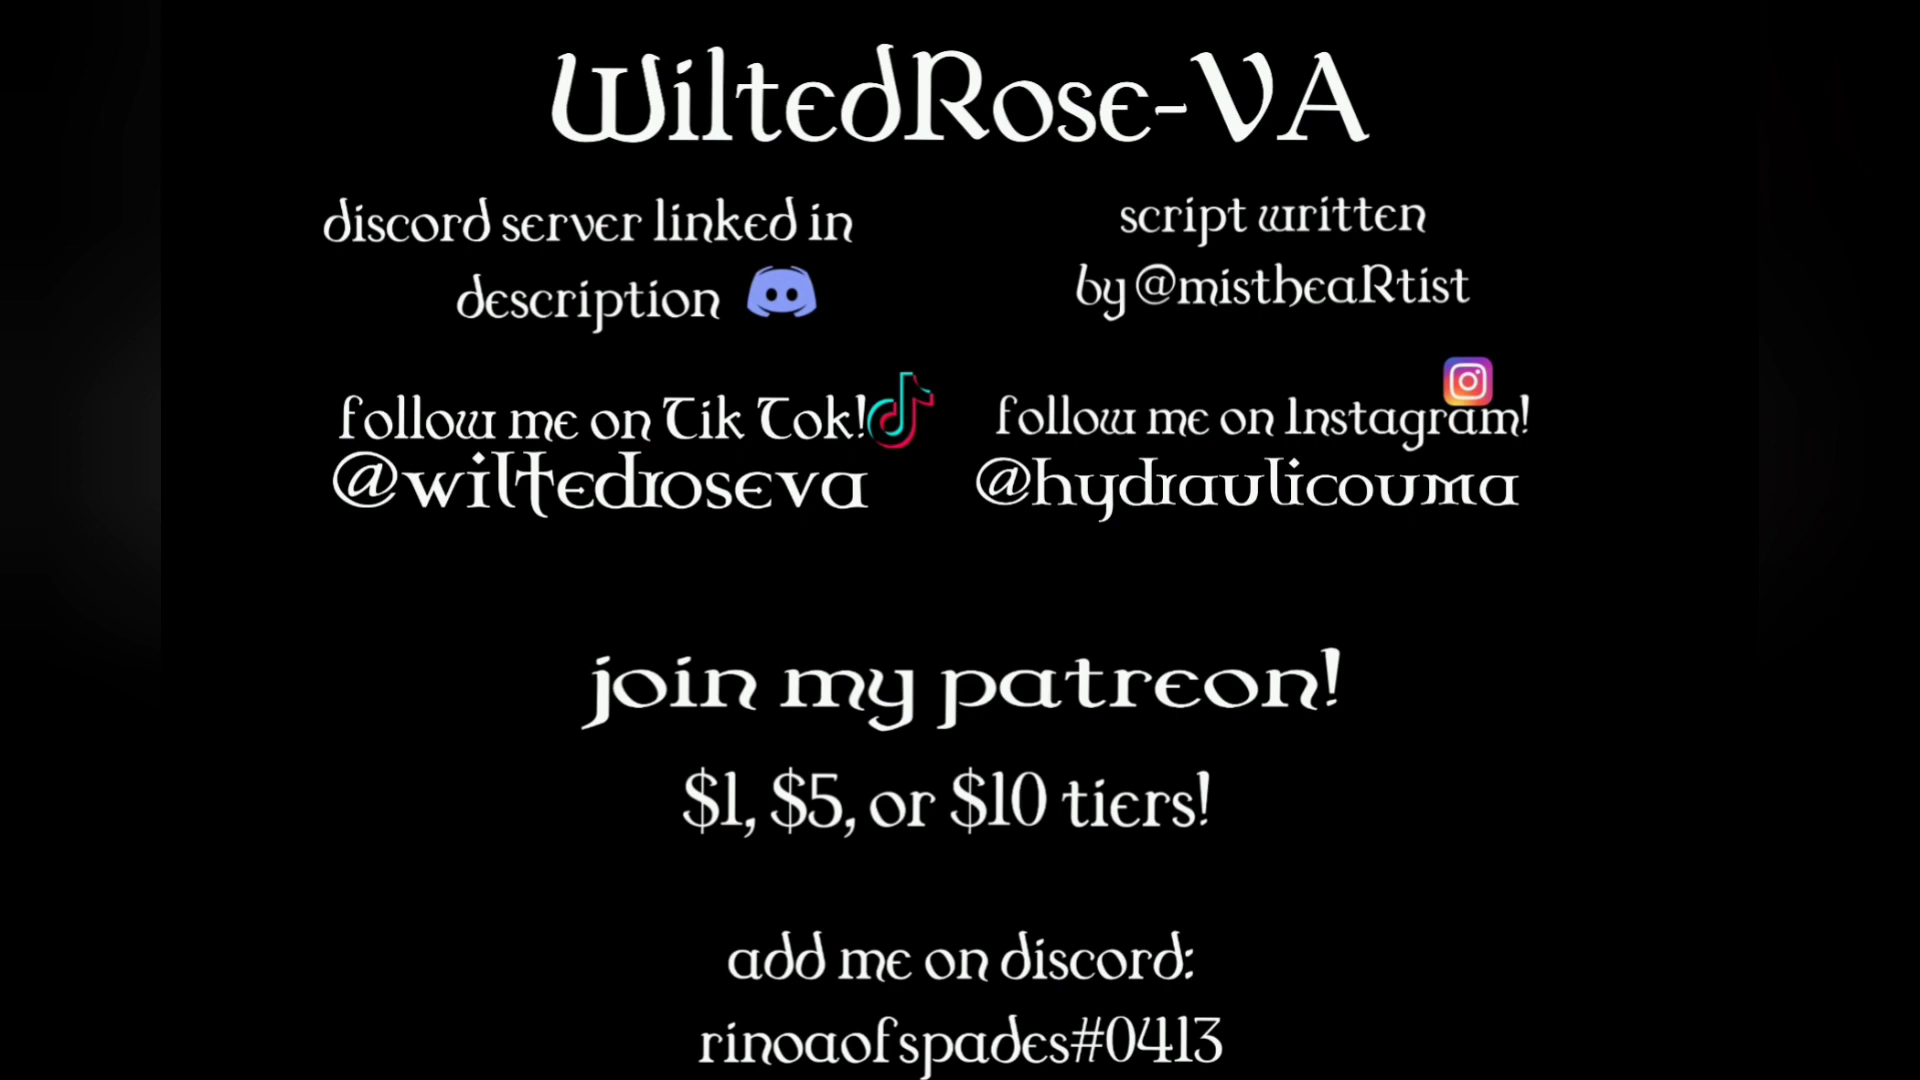 WiltedRose-VA
discord server linked in
description
script written
by @mistheaRtist
follow me on Tik Tok!
@wiltedroseva
follow me on Instagram!
@hydraulicouma
join my patreon!
$1, $5, or $10 tiers!
add me on discord:
rinoaofspades#0413